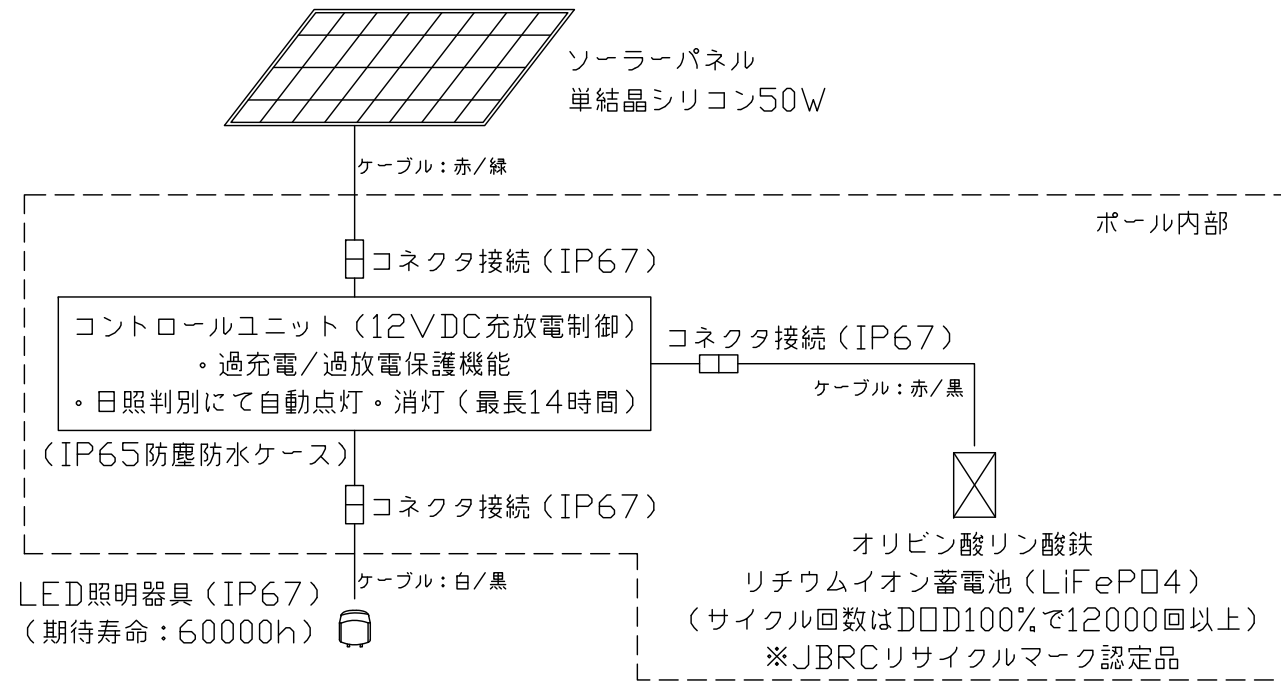 ソーラーパネル
単結晶シリコン50W
ケーブル：赤/緑
ポール内部
コネクタ接続（IP67）
コントロールユニット（12VDC充放電制御）
・過充電/過放電保護機能
・日照判別にて自動点灯・消灯（最長14時間）
（IP65防塵防水ケース）
コネクタ接続（IP67）
ケーブル：赤/黒
コネクタ接続（IP67）
ケーブル：白/黒
LED照明器具（IP67）
（期待寿命：60000h）
オリビン酸リン酸鉄
リチウムイオン蓄電池（LiFePO4）
（サイクル回数はDOD100%で12000回以上）
※JBRCリサイクルマーク認定品